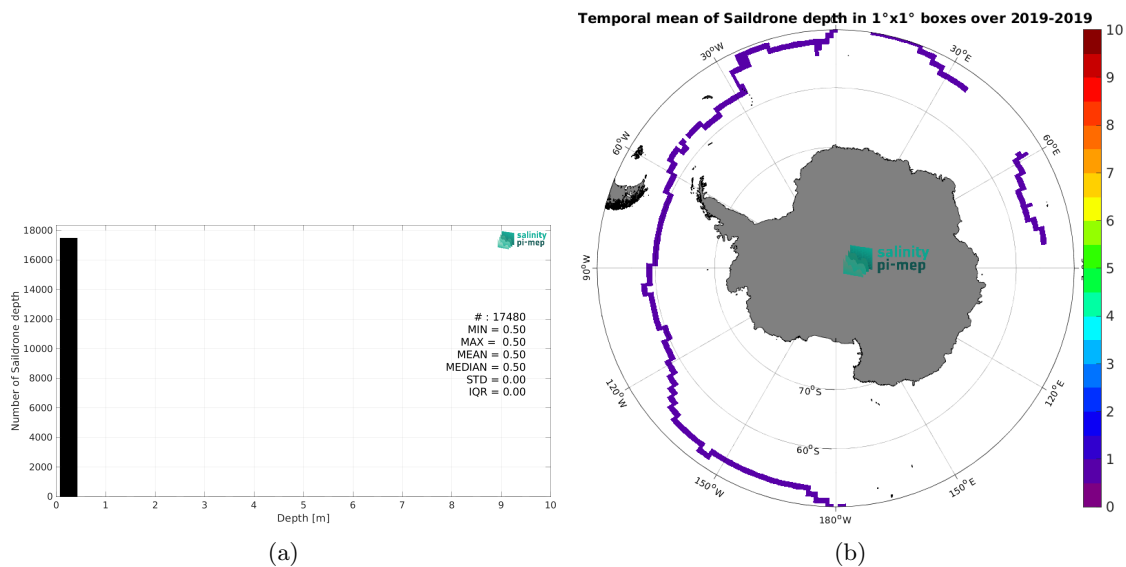 Temporal mean of Saildrone depth in 1°x1° boxes over 2019-2019
18000
16000
14000
12000
10000
8000
6000
4000
2000
0
Number of Saildrone depth
0 1 2 3 4 5 6 7 8 9 10
Depth [m]
salinity
pi-mep
# : 17480
MIN = 0.50
MAX = 0.50
MEAN = 0.50
MEDIAN = 0.50
STD = 0.00
IQR = 0.00
(a)
30°W
30°E
60°W
60°E
90°W
120°W
120°E
150°W
150°E
180°W
70°S
60°S
salinity
pi-mep
10
9
8
7
6
5
4
3
2
1
0
(b)